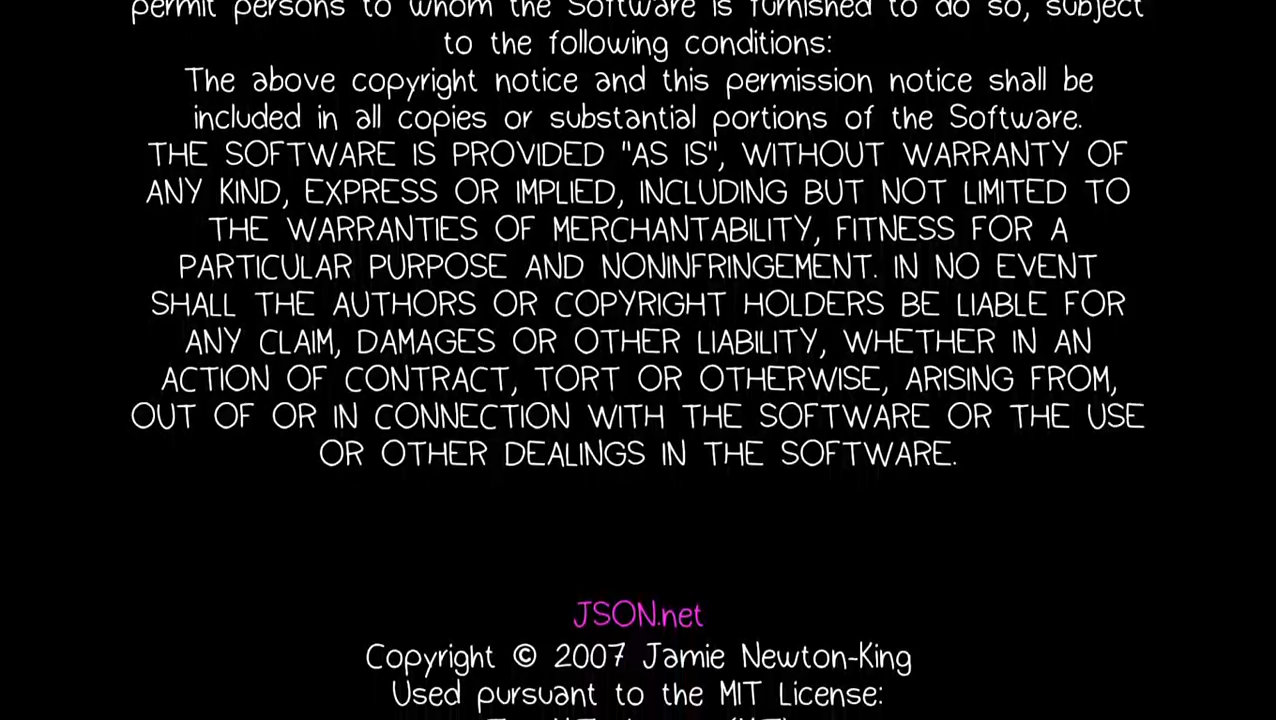 permit persons to whom the Software is furnished to do so, subject
to the following conditions:
The above copyright notice and this permission notice shall be
included in all copies or substantial portions of the Software.
THE SOFTWARE IS PROVIDED "AS IS", WITHOUT WARRANTY OF
ANY KIND, EXPRESS OR IMPLIED, INCLUDING BUT NOT LIMITED TO
THE WARRANTIES OF MERCHANTABILITY, FITNESS FOR A
PARTICULAR PURPOSE AND NONINFRINGEMENT. IN NO EVENT
SHALL THE AUTHORS OR COPYRIGHT HOLDERS BE LIABLE FOR
ANY CLAIM, DAMAGES OR OTHER LIABILITY, WHETHER IN AN
ACTION OF CONTRACT, TORT OR OTHERWISE, ARISING FROM,
OUT OF OR IN CONNECTION WITH THE SOFTWARE OR THE USE
OR OTHER DEALINGS IN THE SOFTWARE.
JSON.net
Copyright © 2007 Jamie Newton-King
Used pursuant to the MIT License: